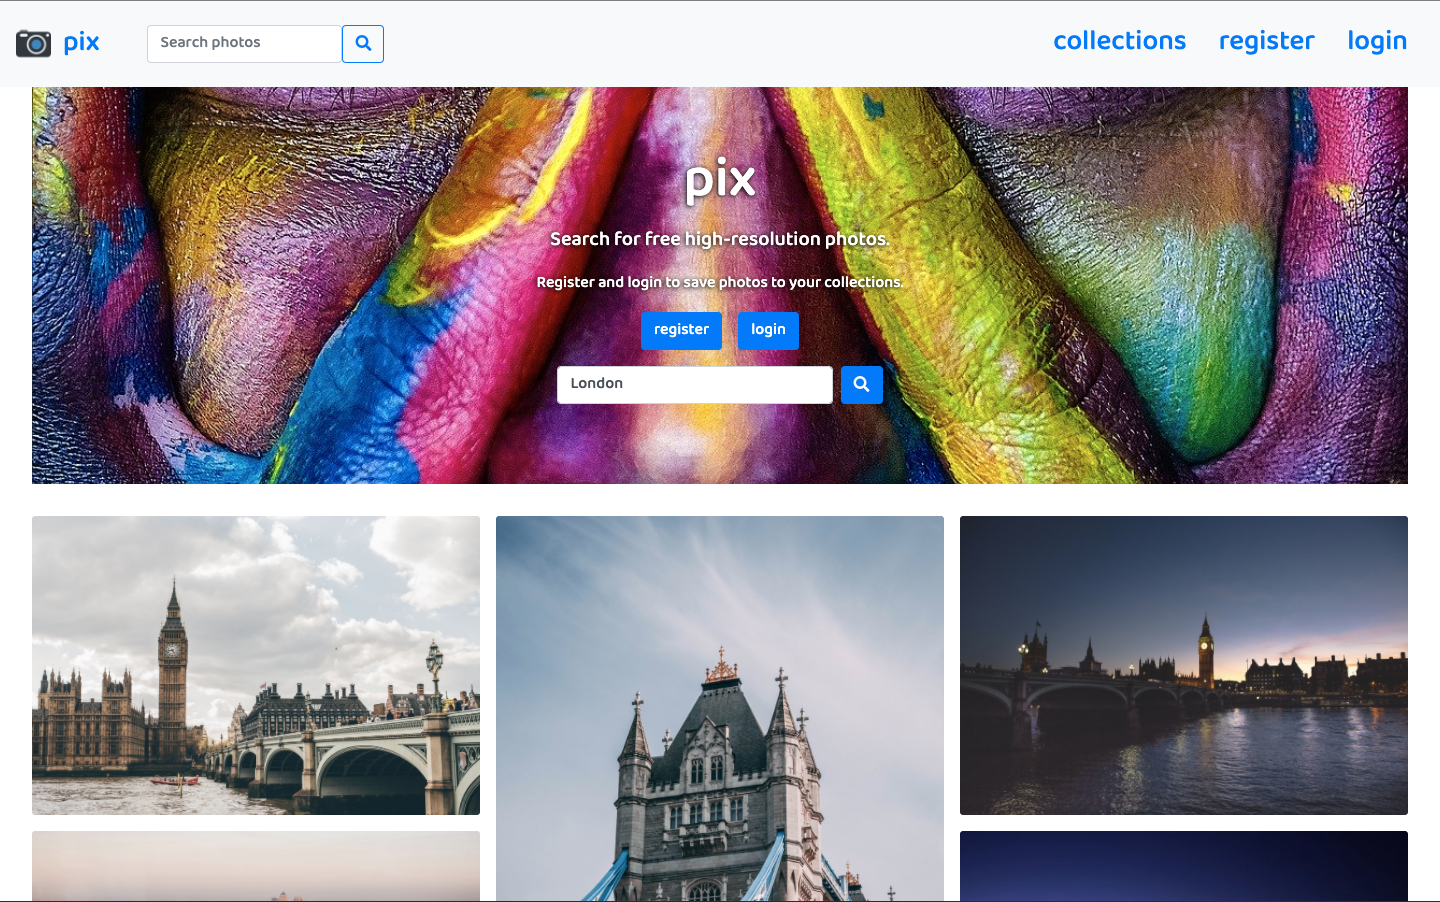 pix
Search photos
collections register login
pix
Search for free high-resolution photos.
Register and login to save photos to your collections.
register login
London